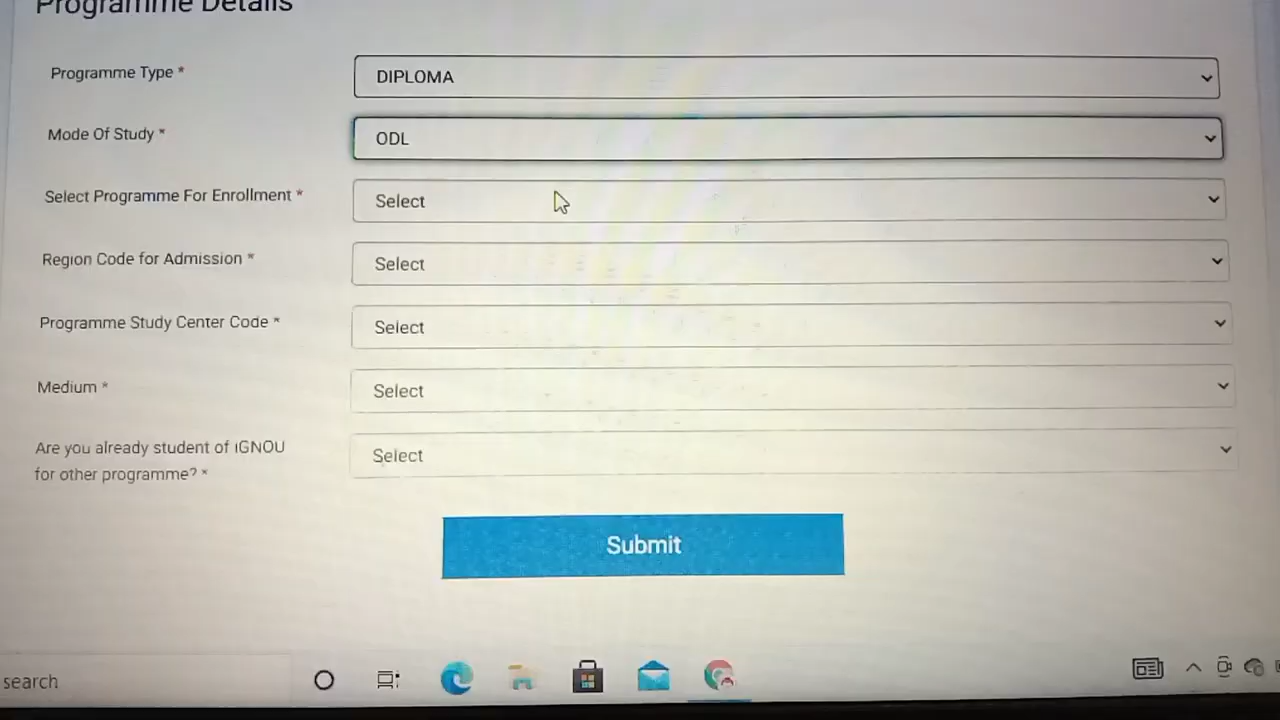 Programme Details
Programme Type *
DIPLOMA
Mode Of Study *
ODL
Select Programme For Enrollment *
Select
Region Code for Admission *
Select
Programme Study Center Code *
Select
Medium *
Select
Are you already student of IGNOU
for other programme? *
Select
Submit
search